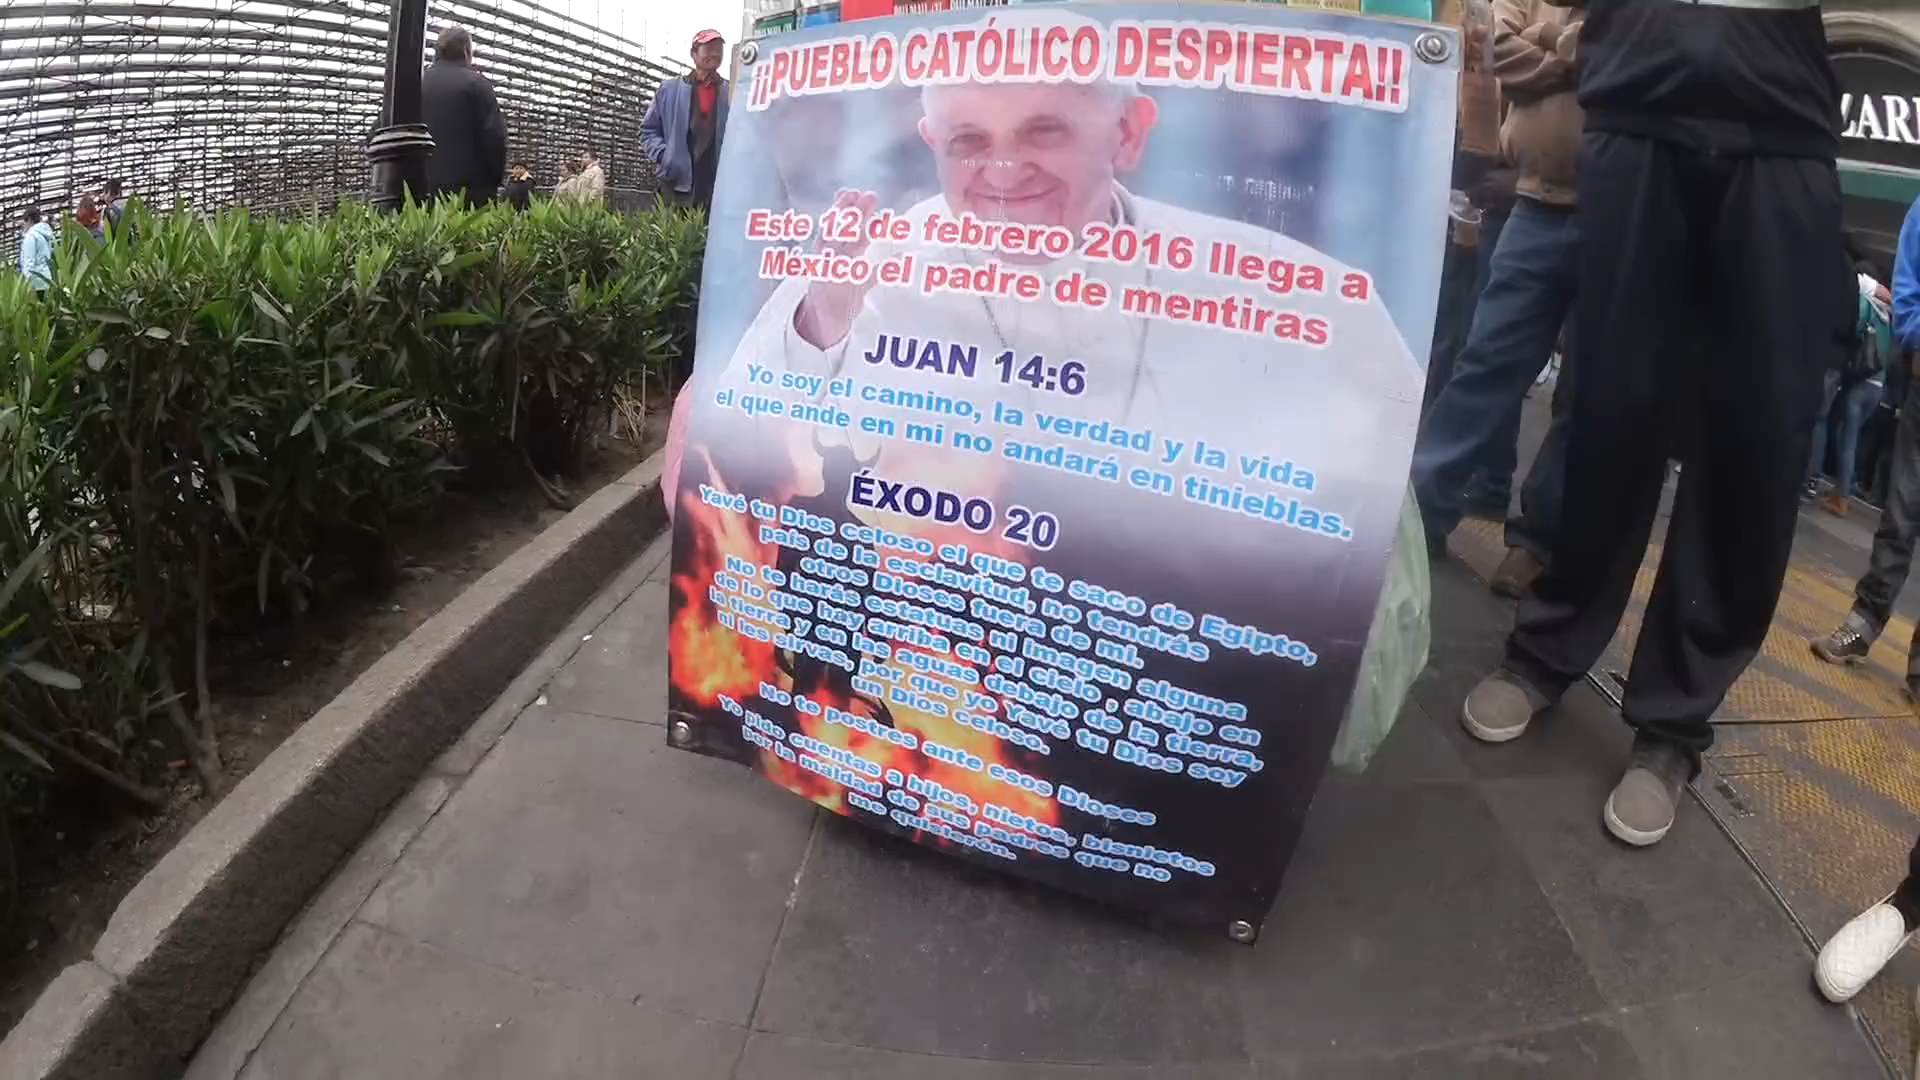 ¡¡PUEBLO CATÓLICO DESPIERTA!!
Este 12 de febrero 2016 llega a
México el padre de mentiras
JUAN 14:6
Yo soy el camino, la verdad y la vida
el que ande en mi no andará en tinieblas.
ÉXODO 20
Yavé tu Dios celoso el que te saco de Egipto,
país de la esclavitud, no tendrás
otros Dioses fuera de mi.
No te harás estatuas ni imagen alguna
de lo que hay arriba en el cielo , abajo en
la tierra y en las aguas debajo de la tierra,
ni les sirvas, por que yo Yavé tu Dios soy
un Dios celoso.
No te postres ante esos Dioses
Yo pido cuentas a hijos, nietos, bisnietos
por la maldad de sus padres que no
me quisierón.